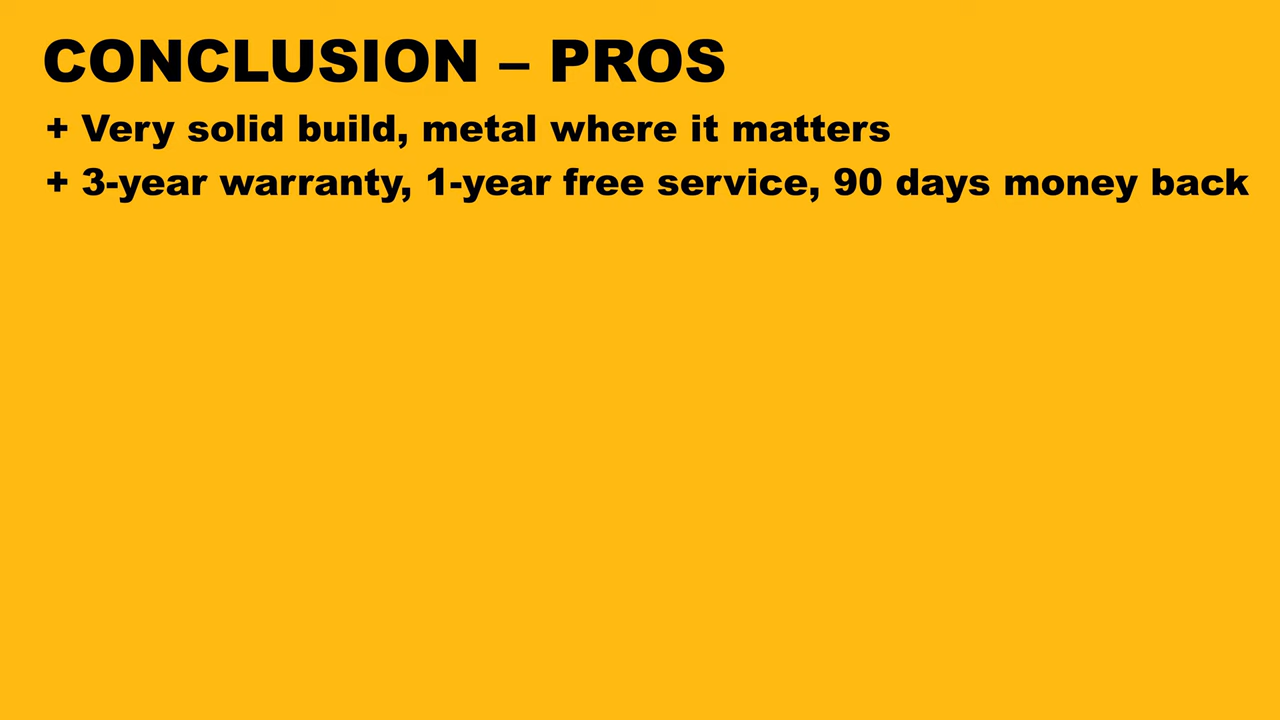 CONCLUSION – PROS
+ Very solid build, metal where it matters
+ 3-year warranty, 1-year free service, 90 days money back